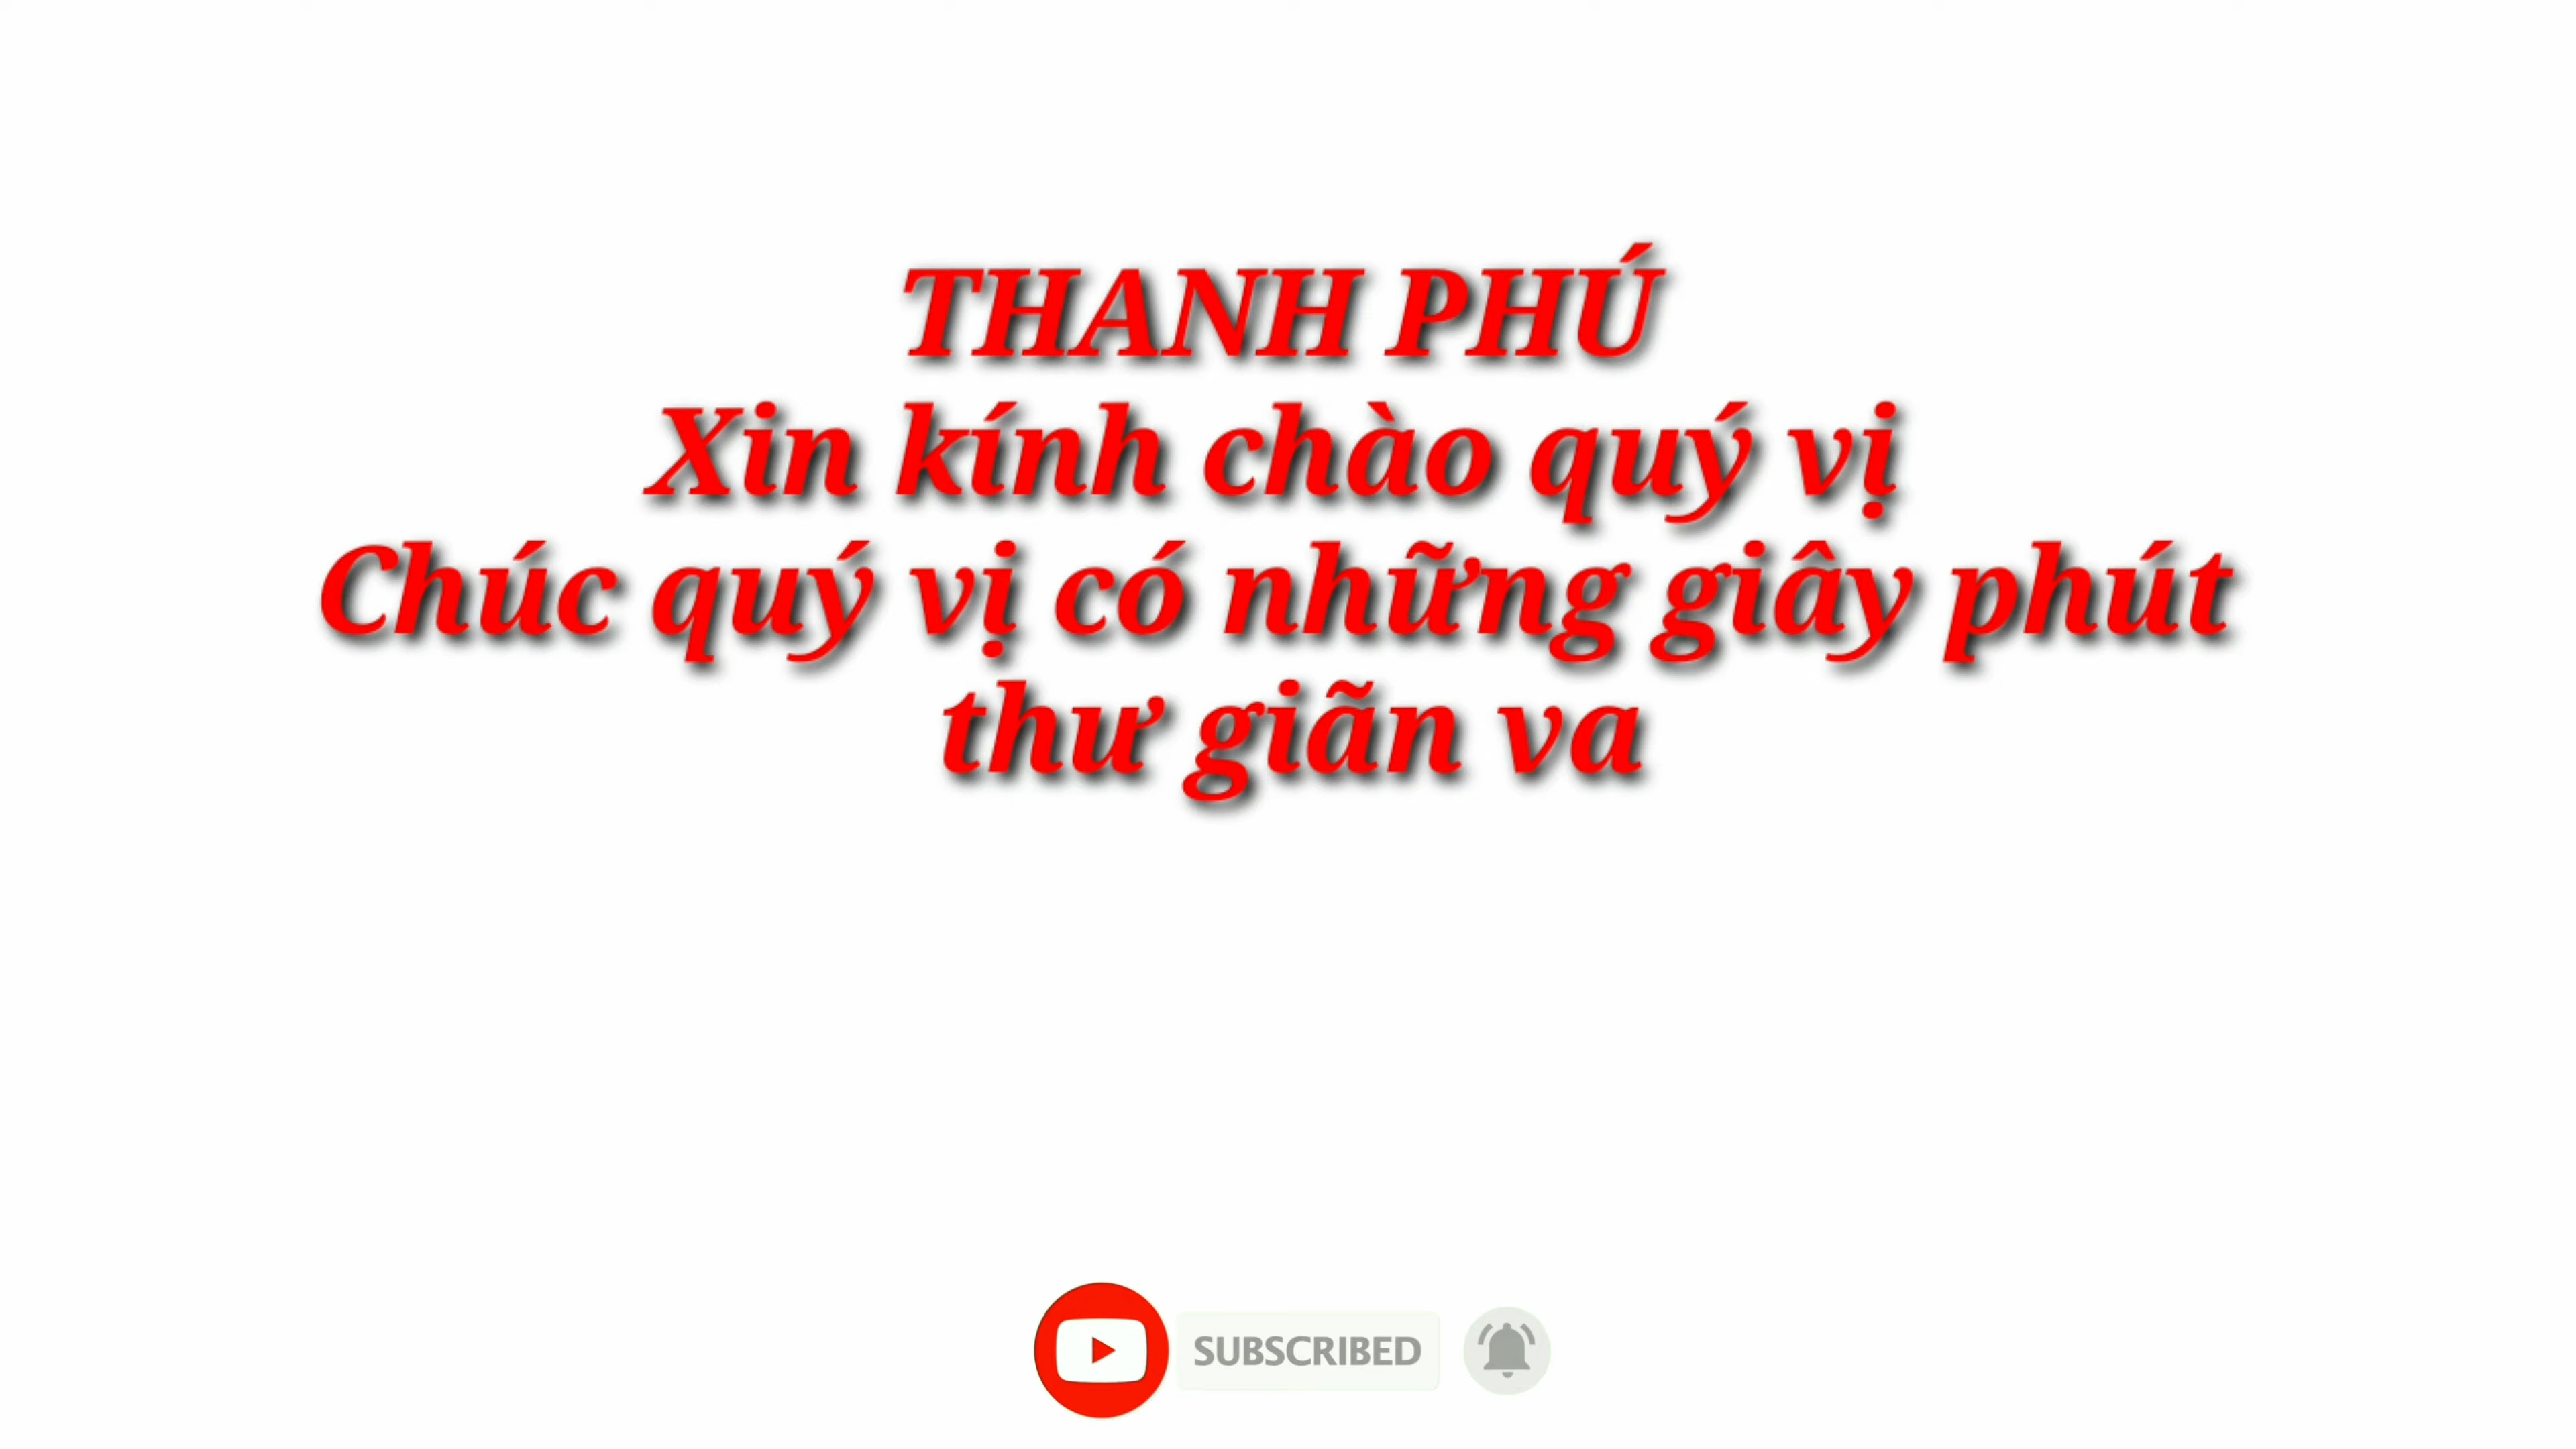 THANH PHÚ
Xin kính chào quý vị
Chúc quý vị có những giây phút
thư giãn va
SUBSCRIBED